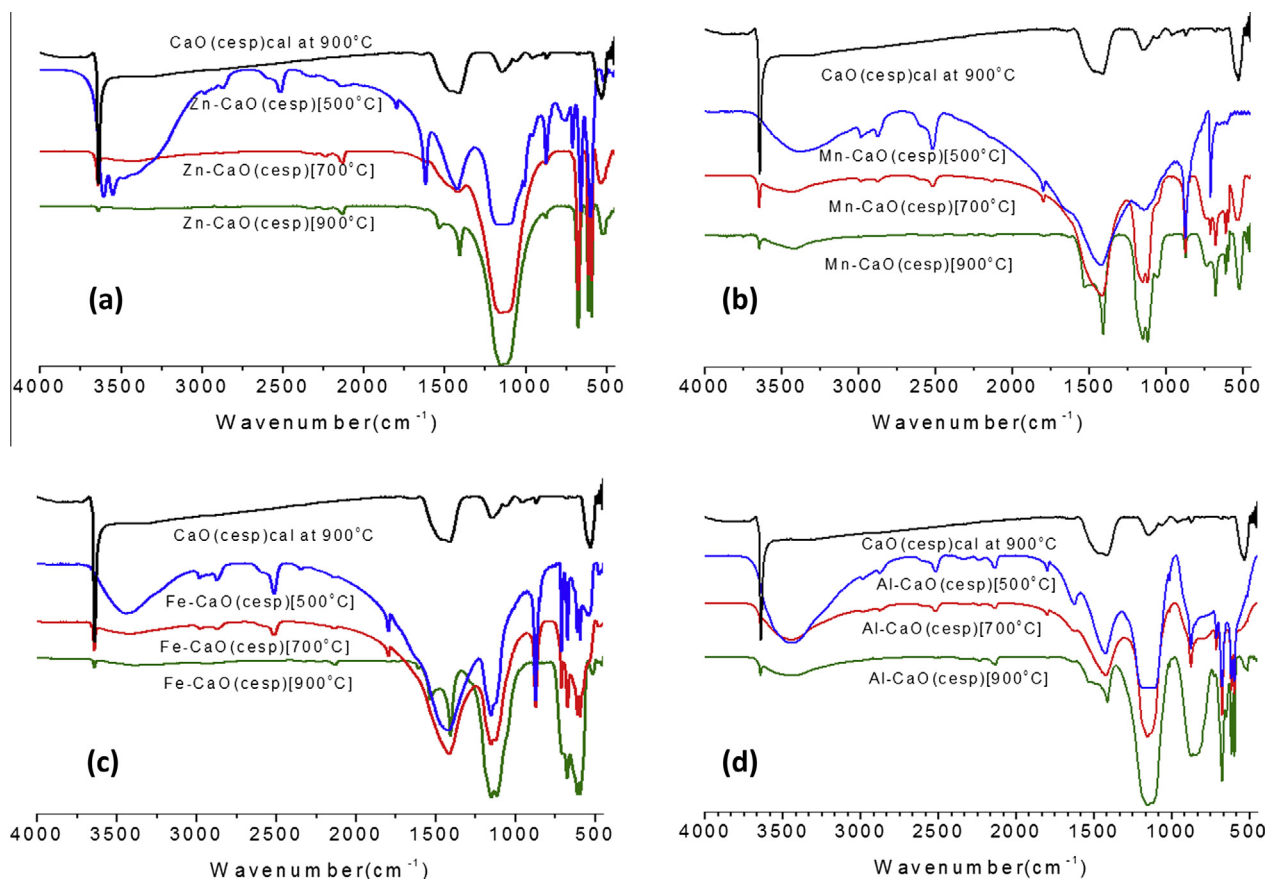 CaO(cesp)cal at 900°C
Zn-CaO(cesp)[500°C]
Zn-CaO(cesp)[700°C]
Zn-CaO(cesp)[900°C]
(a)
4000 3500 3000 2500 2000 1500 1000 500
Wavenumber(cm-1)
CaO(cesp)cal at 900°C
Mn-CaO(cesp)[500°C]
Mn-CaO(cesp)[700°C]
Mn-CaO(cesp)[900°C]
(b)
4000 3500 3000 2500 2000 1500 1000 500
Wavenumber(cm-1)
CaO(cesp)cal at 900°C
Fe-CaO(cesp)[500°C]
Fe-CaO(cesp)[700°C]
Fe-CaO(cesp)[900°C]
(c)
4000 3500 3000 2500 2000 1500 1000 500
Wavenumber(cm-1)
CaO(cesp)cal at 900°C
Al-CaO(cesp)[500°C]
Al-CaO(cesp)[700°C]
Al-CaO(cesp)[900°C]
(d)
4000 3500 3000 2500 2000 1500 1000 500
Wavenumber(cm-1)